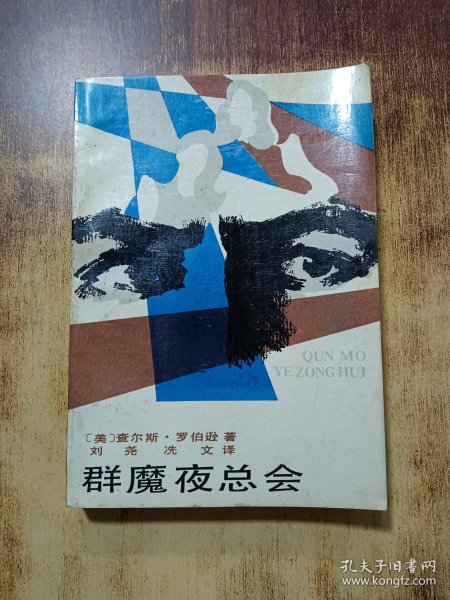 QUN MO
YE ZONG HUI
〔美〕查尔斯·罗伯逊 著
刘尧 冼文 译
群魔夜总会
孔夫子旧书网
www.kongfz.com